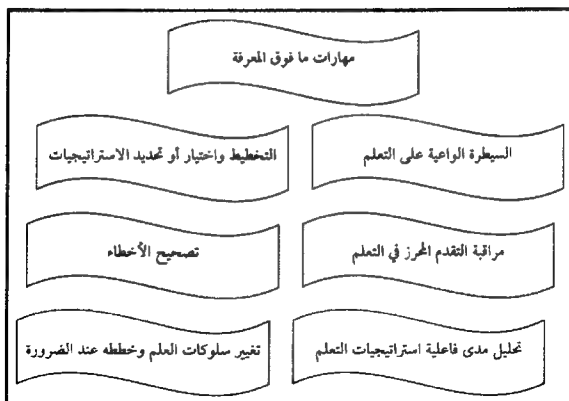 مهارات ما فوق المعرفة
السيطرة الواعية على التعلم
التخطيط واختيار أو تحديد الاستراتيجيات
مراقبة التقدم المحرز في التعلم
تصحيح الأخطاء
تحليل مدى فاعلية استراتيجيات التعلم
تغيير سلوكات العلم وخططه عند الضرورة